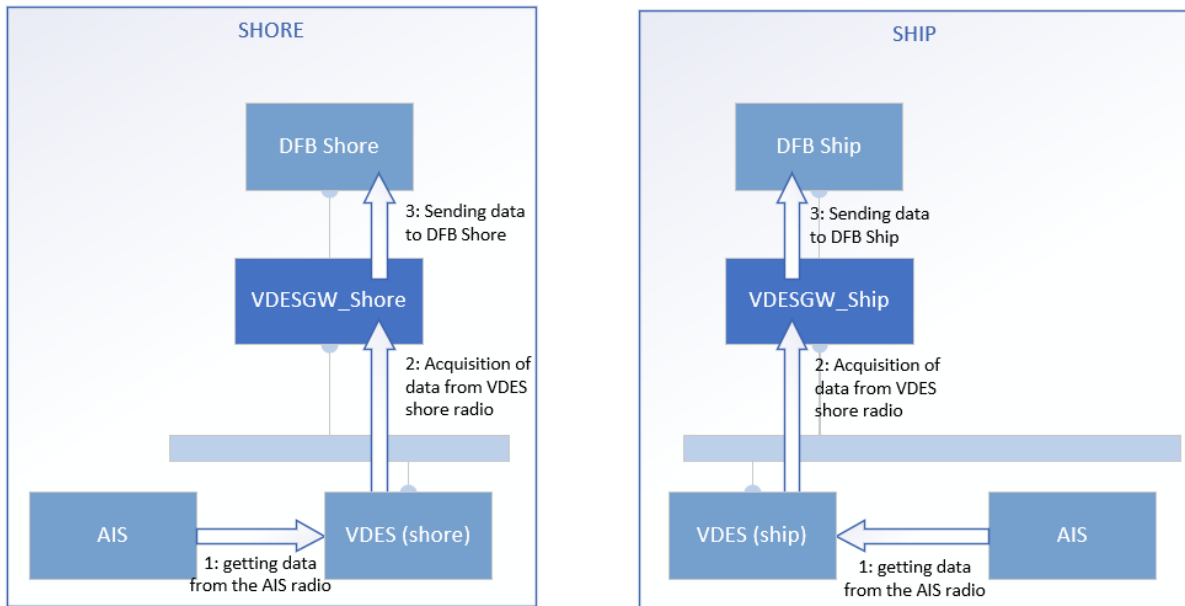 SHORE
DFB Shore
3: Sending data
to DFB Shore
VDESGW_Shore
2: Acquisition of
data from VDES
shore radio
AIS
VDES (shore)
1: getting data
from the AIS radio
SHIP
DFB Ship
3: Sending data
to DFB Ship
VDESGW_Ship
2: Acquisition of
data from VDES
shore radio
VDES (ship)
AIS
1: getting data
from the AIS radio